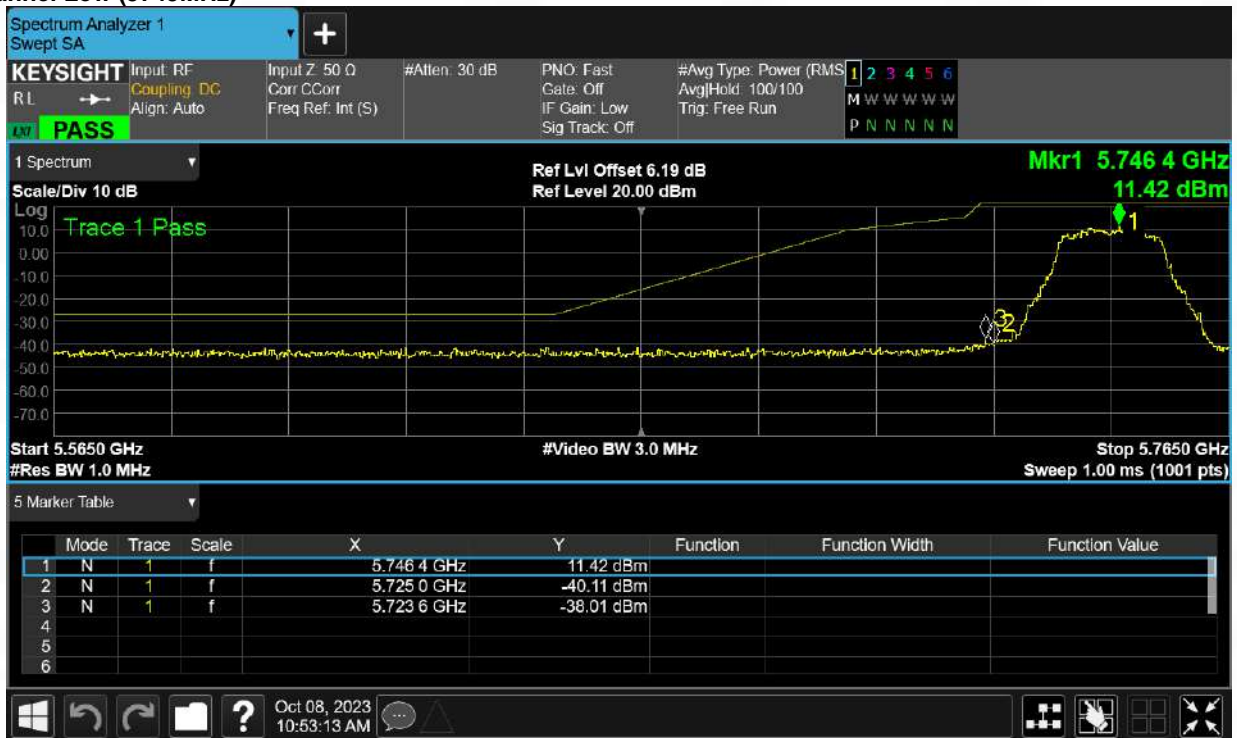 Spectrum Analyzer 1
Swept SA
+
KEYSIGHT Input: RF Input Z: 50 Ω #Atten: 30 dB PNO: Fast #Avg Type: Power (RMS 1 2 3 4 5 6
RL Coupling: DC Corr CCorr Gate: Off Avg|Hold: 100/100 M W W W W W
Align: Auto Freq Ref: Int (S) IF Gain: Low Trig: Free Run P N N N N N
LXI PASS Sig Track: Off
1 Spectrum Ref Lvl Offset 6.19 dB Mkr1 5.746 4 GHz
Scale/Div 10 dB Ref Level 20.00 dBm 11.42 dBm
Log
Trace 1 Pass
10.0
0.00
-10.0
-20.0
-30.0
-40.0
-50.0
-60.0
-70.0
1
3 2
Start 5.5650 GHz #Video BW 3.0 MHz Stop 5.7650 GHz
#Res BW 1.0 MHz Sweep 1.00 ms (1001 pts)
5 Marker Table
Mode Trace Scale X Y Function Function Width Function Value
1 N 1 f 5.746 4 GHz 11.42 dBm
2 N 1 f 5.725 0 GHz -40.11 dBm
3 N 1 f 5.723 6 GHz -38.01 dBm
4
5
6
? Oct 08, 2023
10:53:13 AM